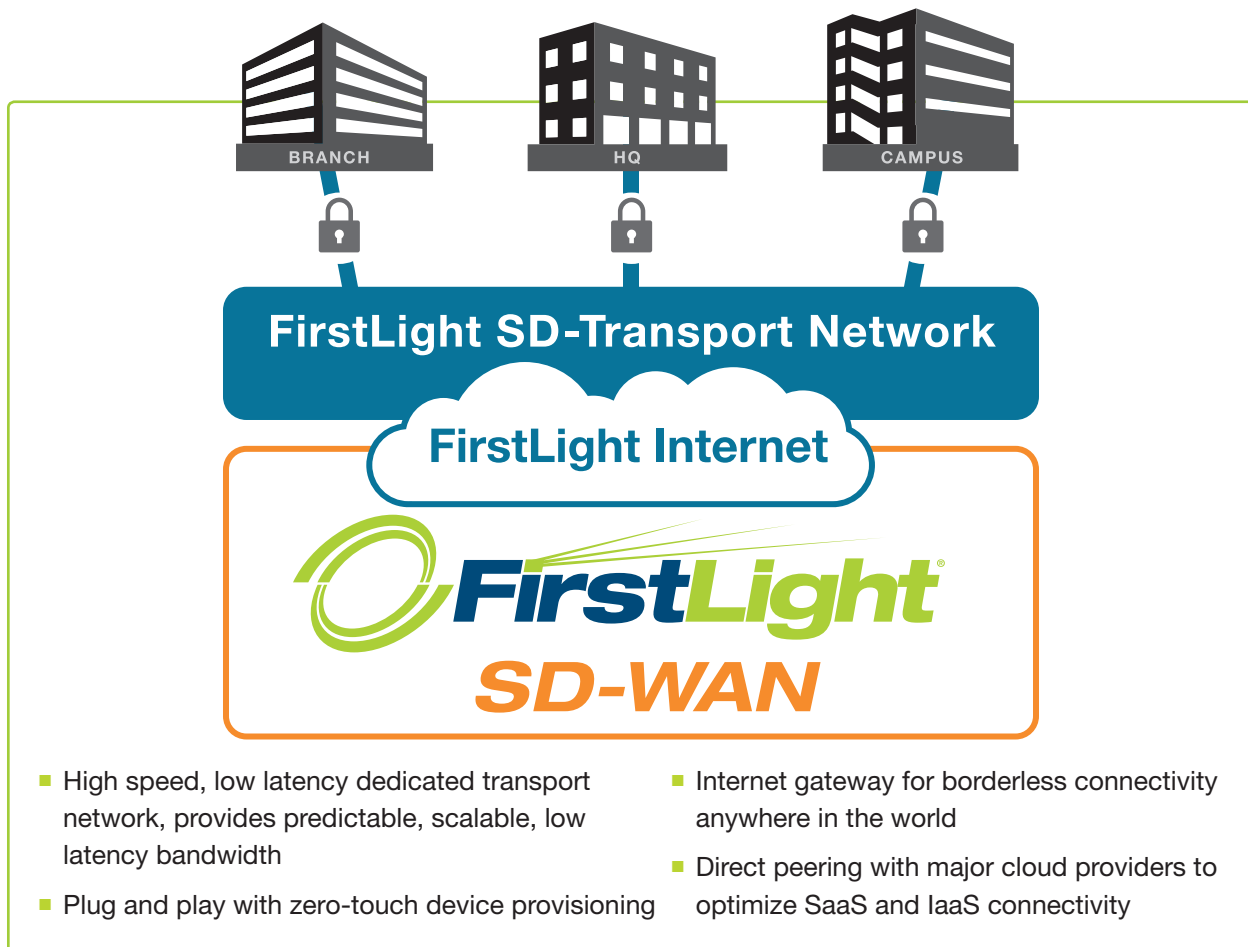 BRANCH
HQ
CAMPUS
FirstLight SD-Transport Network
FirstLight Internet
FirstLight®
SD-WAN
■ High speed, low latency dedicated transport
network, provides predictable, scalable, low
latency bandwidth
■ Plug and play with zero-touch device provisioning
■ Internet gateway for borderless connectivity
anywhere in the world
■ Direct peering with major cloud providers to
optimize SaaS and IaaS connectivity